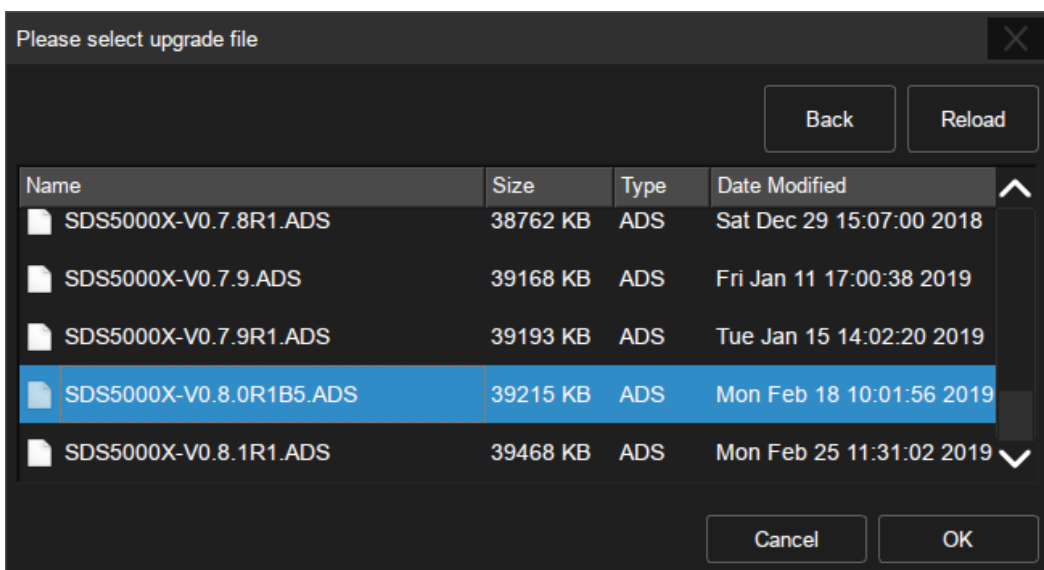 Please select upgrade file
Back Reload
Name Size Type Date Modified
SDS5000X-V0.7.8R1.ADS 38762 KB ADS Sat Dec 29 15:07:00 2018
SDS5000X-V0.7.9.ADS 39168 KB ADS Fri Jan 11 17:00:38 2019
SDS5000X-V0.7.9R1.ADS 39193 KB ADS Tue Jan 15 14:02:20 2019
SDS5000X-V0.8.0R1B5.ADS 39215 KB ADS Mon Feb 18 10:01:56 2019
SDS5000X-V0.8.1R1.ADS 39468 KB ADS Mon Feb 25 11:31:02 2019
Cancel OK